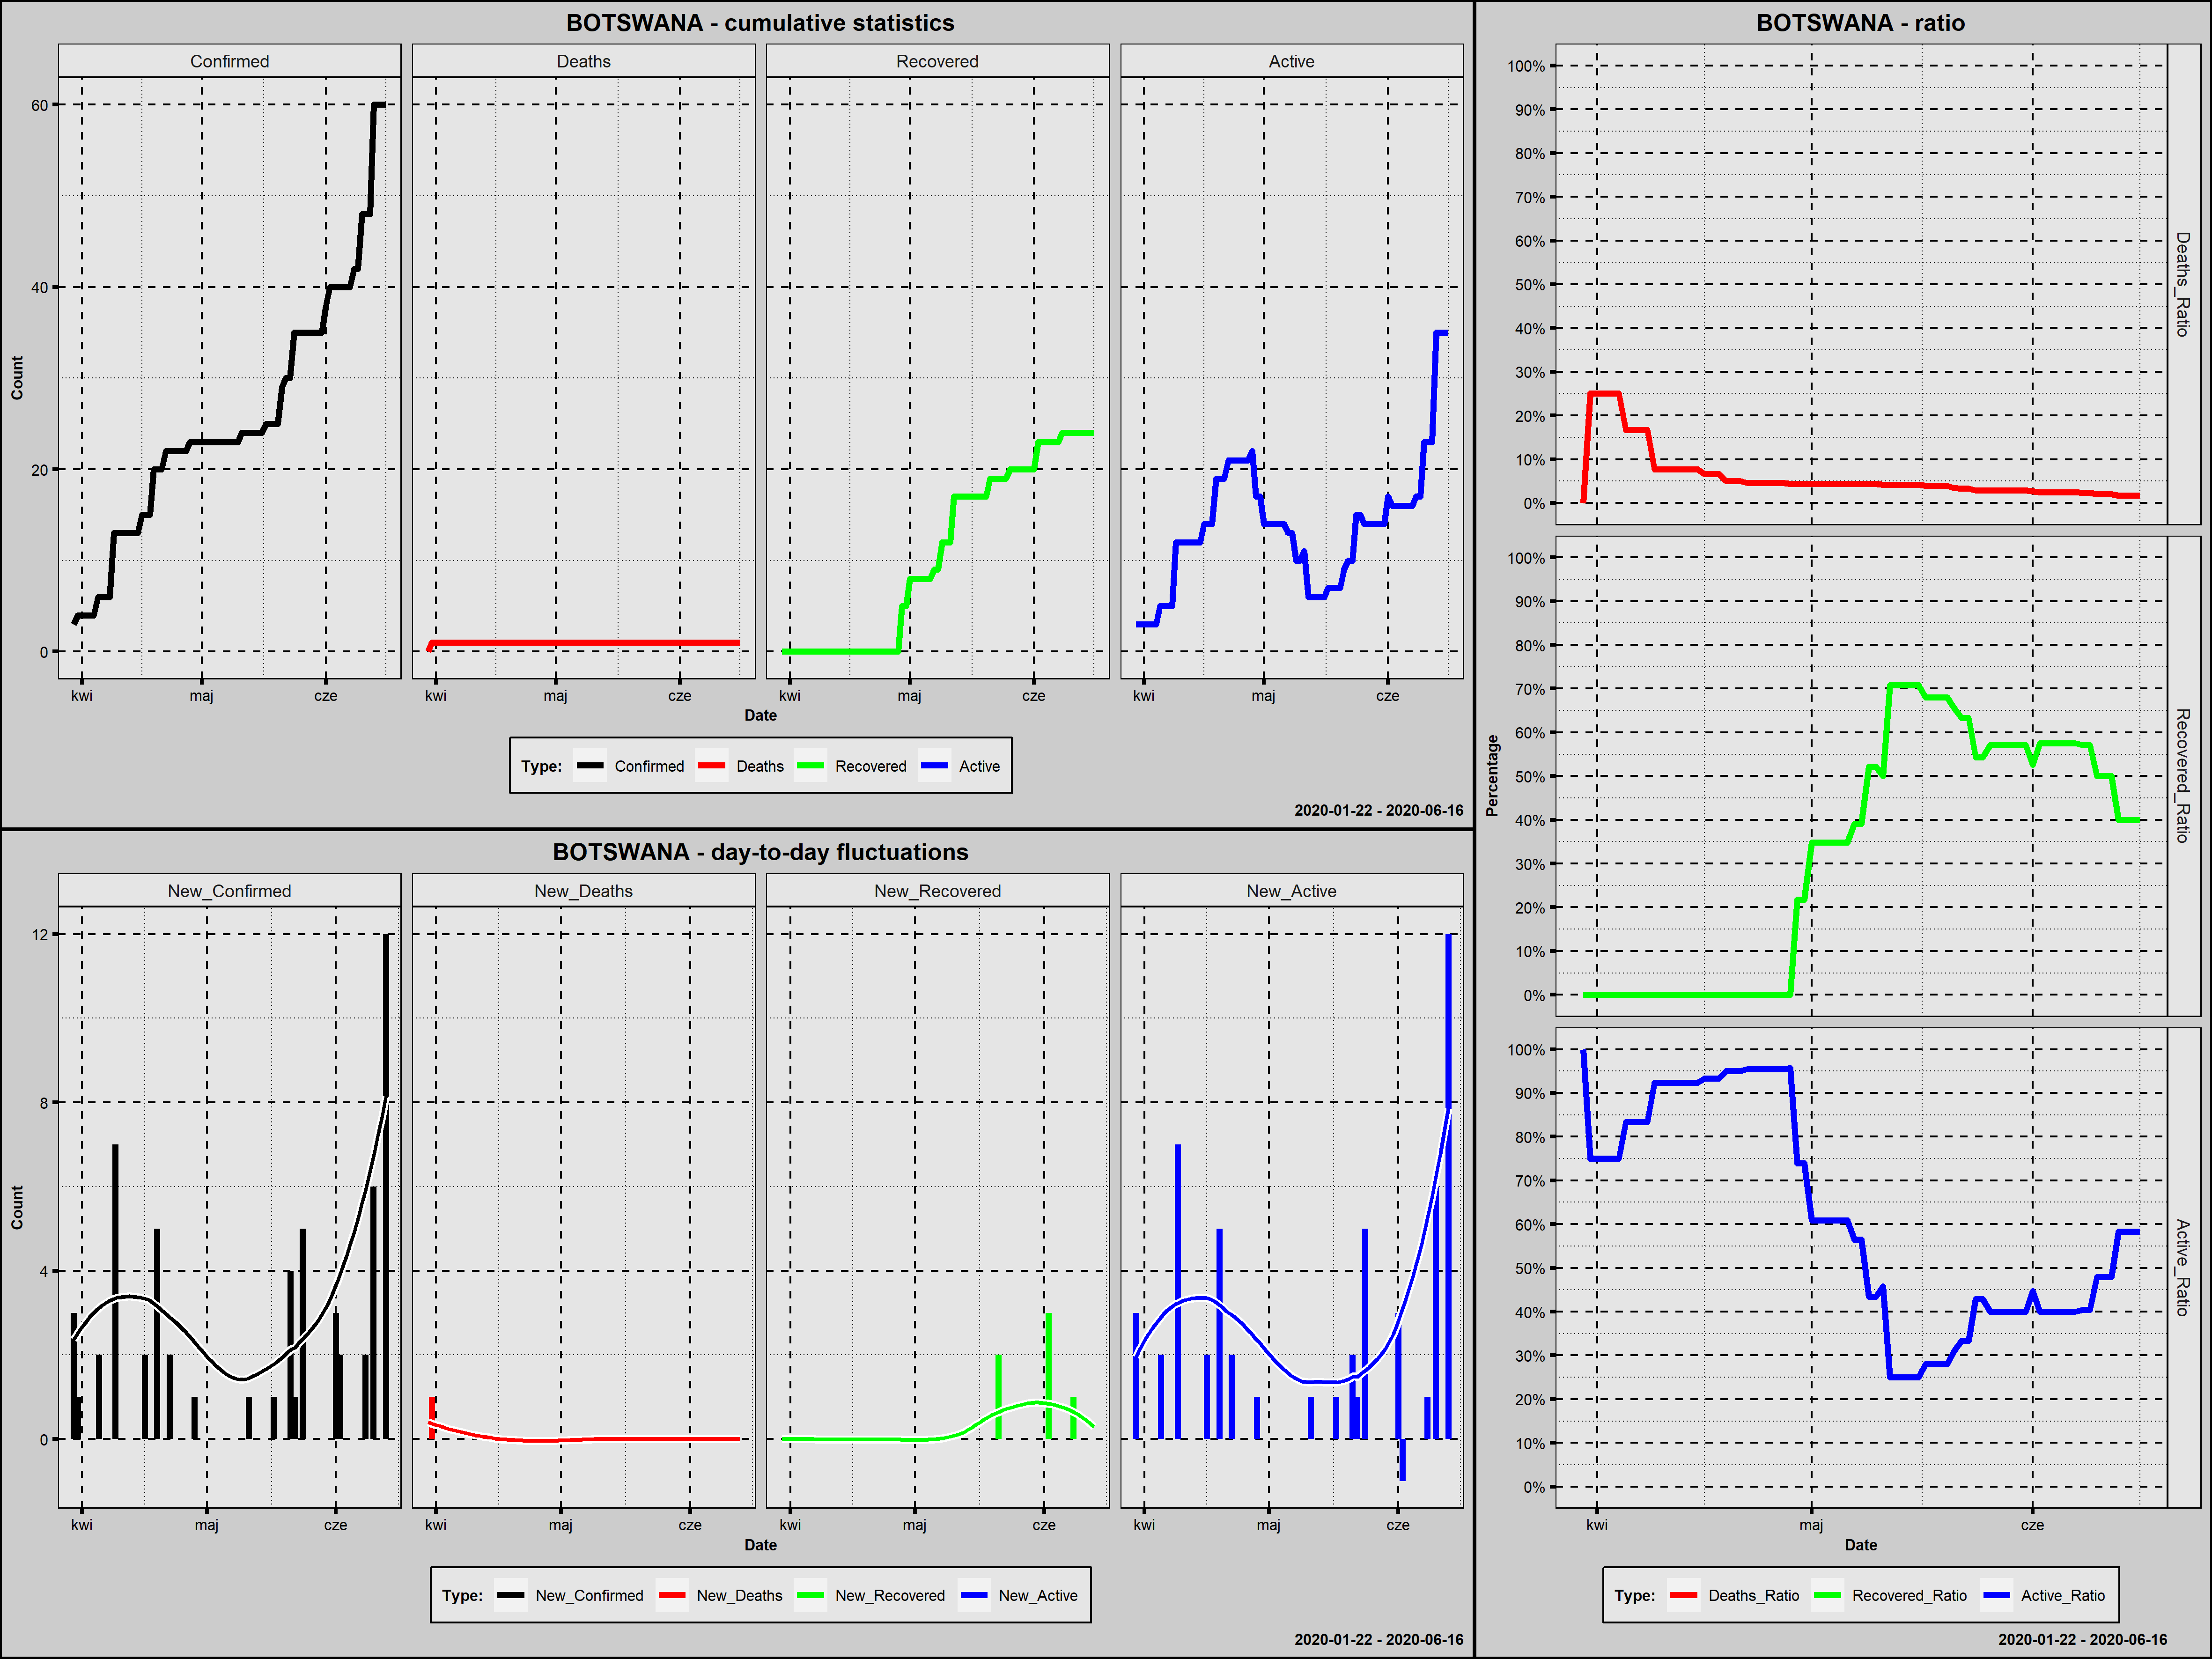 BOTSWANA - cumulative statistics
Confirmed
Deaths
Recovered
Active
Count
60
40
20
0
kwi maj cze
kwi maj cze
kwi maj cze
kwi maj cze
Date
Type: Confirmed Deaths Recovered Active
2020-01-22 - 2020-06-16
BOTSWANA - day-to-day fluctuations
New_Confirmed
New_Deaths
New_Recovered
New_Active
Count
12
8
4
0
kwi maj cze
kwi maj cze
kwi maj cze
kwi maj cze
Date
Type: New_Confirmed New_Deaths New_Recovered New_Active
2020-01-22 - 2020-06-16
BOTSWANA - ratio
Percentage
100%
90%
80%
70%
60%
50%
40%
30%
20%
10%
0%
Deaths_Ratio
100%
90%
80%
70%
60%
50%
40%
30%
20%
10%
0%
Recovered_Ratio
100%
90%
80%
70%
60%
50%
40%
30%
20%
10%
0%
Active_Ratio
kwi maj cze
Date
Type: Deaths_Ratio Recovered_Ratio Active_Ratio
2020-01-22 - 2020-06-16